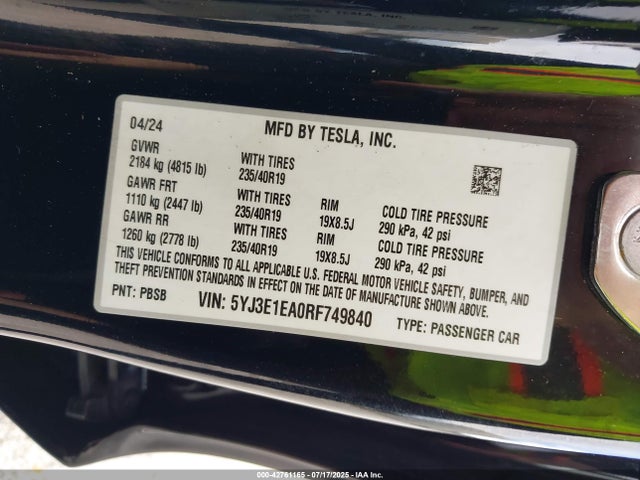 04/24 MFD BY TESLA, INC.
GVWR
2184 kg (4815 lb) WITH TIRES 235/40R19
GAWR FRT
1110 kg (2447 lb) WITH TIRES 235/40R19 RIM 19X8.5J COLD TIRE PRESSURE 290 kPa, 42 psi
GAWR RR
1260 kg (2778 lb) WITH TIRES 235/40R19 RIM 19X8.5J COLD TIRE PRESSURE 290 kPa, 42 psi
THIS VEHICLE CONFORMS TO ALL APPLICABLE U.S. FEDERAL MOTOR VEHICLE SAFETY, BUMPER, AND
THEFT PREVENTION STANDARDS IN EFFECT ON THE DATE OF MANUFACTURE SHOWN ABOVE.
PNT: PBSB VIN: 5YJ3E1EA0RF749840 TYPE: PASSENGER CAR
000-42761165 - 07/17/2025 - IAA Inc.